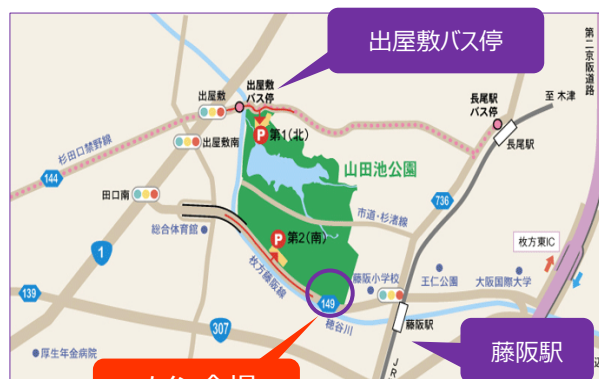 出屋敷バス停
第二京阪道路
出屋敷
出屋敷
バス停
長尾駅
バス停
至 木津
長尾駅
杉田口禁野線
出屋敷南
P 第1(北)
山田池公園
144
田口南
市道・杉渚線
736
総合体育館
P 第2(南)
枚方東IC
1
枚方藤阪線
藤阪小学校
王仁公園
大阪国際大学
139
149
307
穂谷川
藤阪駅
厚生年金病院
藤阪駅
JR